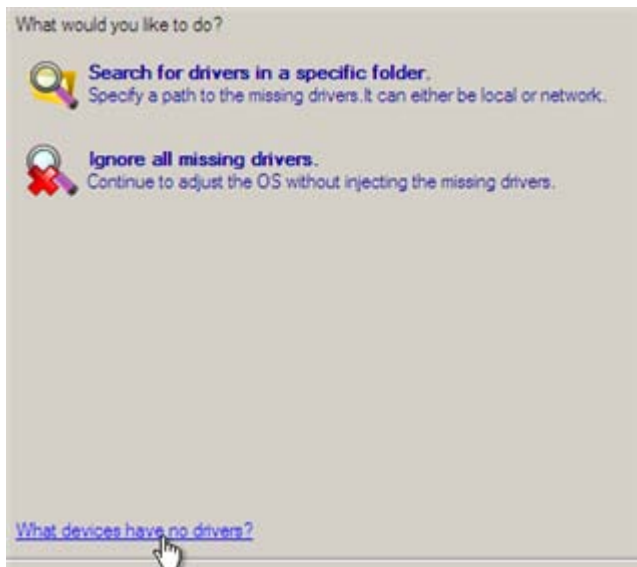 What would you like to do?
Search for drivers in a specific folder.
Specify a path to the missing drivers.It can either be local or network.
Ignore all missing drivers.
Continue to adjust the OS without injecting the missing drivers.
What devices have no drivers?